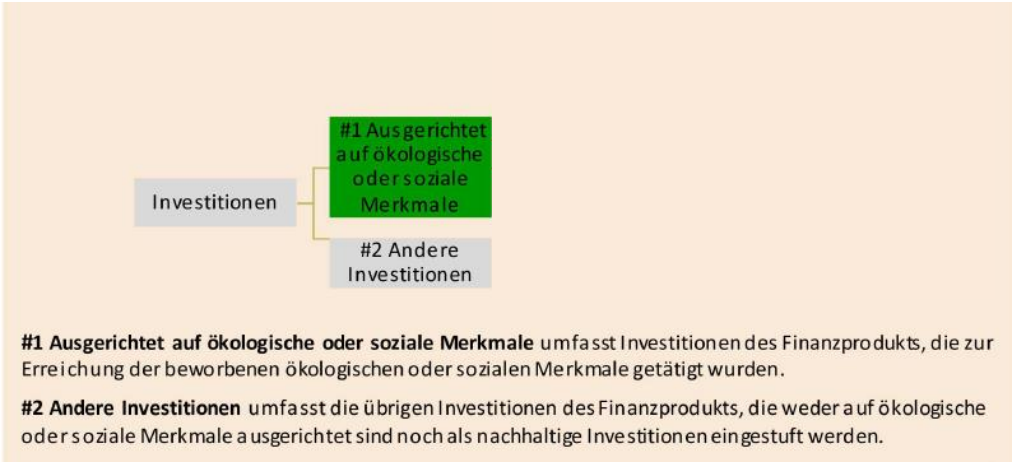 #1 Ausgerichtet
auf ökologische
oder soziale
Merkmale
Investitionen
#2 Andere
Investitionen
#1 Ausgerichtet auf ökologische oder soziale Merkmale umfasst Investitionen des Finanzprodukts, die zur
Erreichung der beworbenen ökologischen oder sozialen Merkmale getätigt wurden.
#2 Andere Investitionen umfasst die übrigen Investitionen des Finanzprodukts, die weder auf ökologische
oder soziale Merkmale ausgerichtet sind noch als nachhaltige Investitionen eingestuft werden.